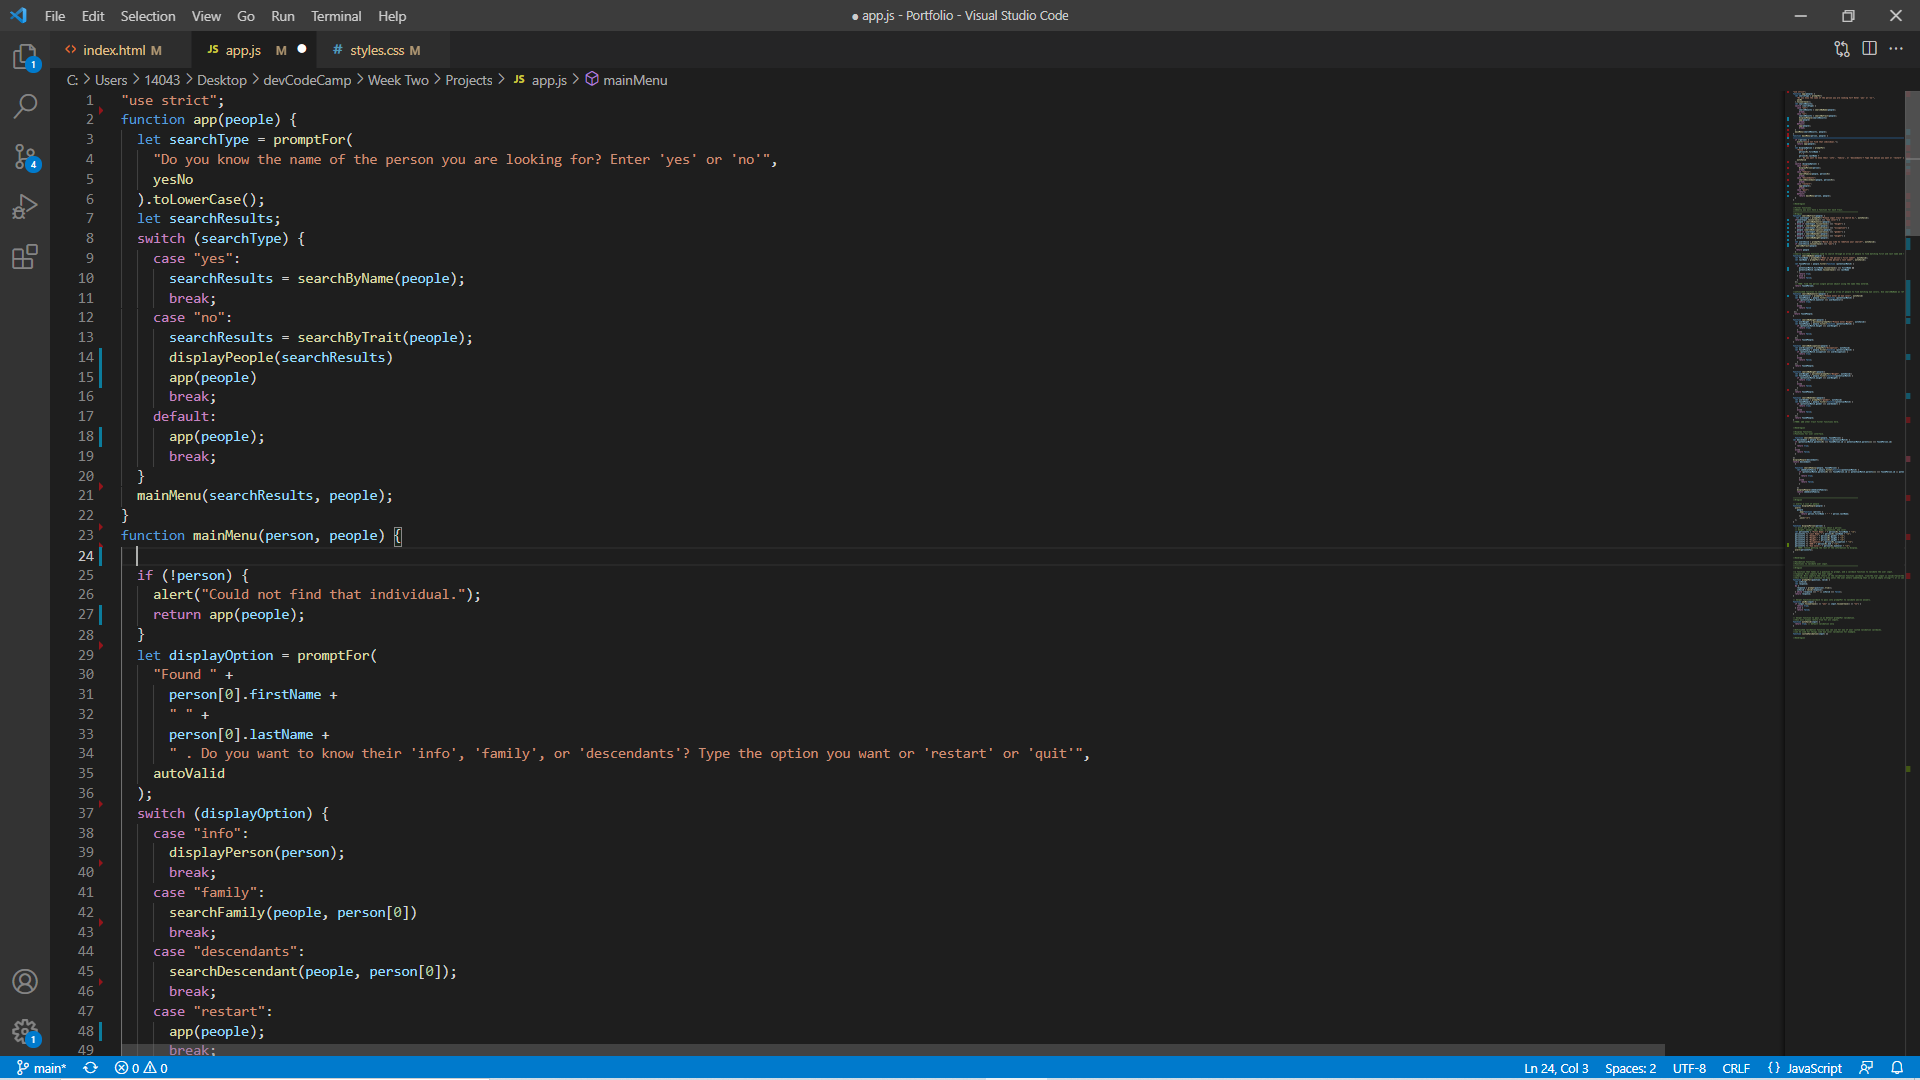 File Edit Selection View Go Run Terminal Help
● app.js - Portfolio - Visual Studio Code
index.html M
JS app.js M
# styles.css M
C: > Users > 14043 > Desktop > devCodeCamp > Week Two > Projects > JS app.js > mainMenu
1 "use strict";
2 function app(people) {
3 let searchType = promptFor(
4 "Do you know the name of the person you are looking for? Enter 'yes' or 'no'",
5 yesNo
6 ).toLowerCase();
7 let searchResults;
8 switch (searchType) {
9 case "yes":
10 searchResults = searchByName(people);
11 break;
12 case "no":
13 searchResults = searchByTrait(people);
14 displayPeople(searchResults)
15 app(people)
16 break;
17 default:
18 app(people);
19 break;
20 }
21 mainMenu(searchResults, people);
22 }
23 function mainMenu(person, people) {
24
25 if (!person) {
26 alert("Could not find that individual.");
27 return app(people);
28 }
29 let displayOption = promptFor(
30 "Found " +
31 person[0].firstName +
32 " " +
33 person[0].lastName +
34 " . Do you want to know their 'info', 'family', or 'descendants'? Type the option you want or 'restart' or 'quit'",
35 autoValid
36 );
37 switch (displayOption) {
38 case "info":
39 displayPerson(person);
40 break;
41 case "family":
42 searchFamily(people, person[0])
43 break;
44 case "descendants":
45 searchDescendant(people, person[0]);
46 break;
47 case "restart":
48 app(people);
49 break;
1
4
1
main* 0 0
Ln 24, Col 3 Spaces: 2 UTF-8 CRLF {} JavaScript